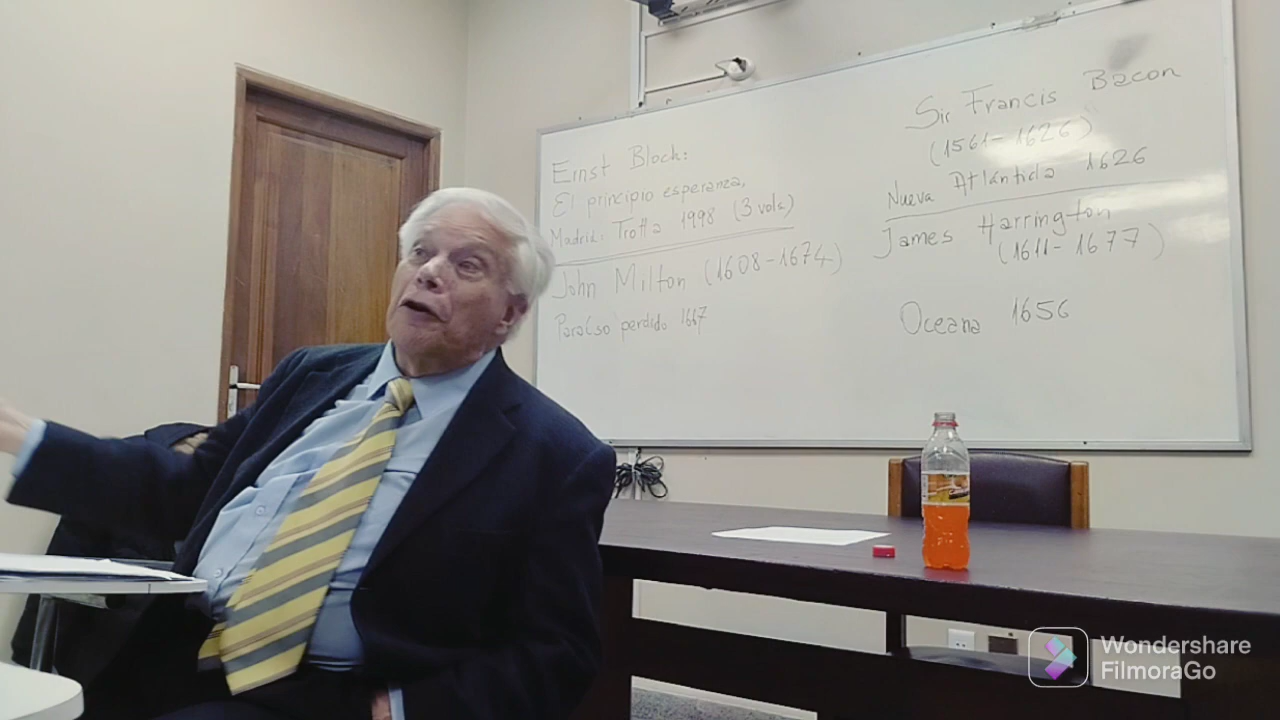 Ernst Block:
El principio esperanza,
Madrid: Trotta 1998 (3 vols.)
John Milton (1608-1674)
Paraíso perdido 1667
Sir Francis Bacon
(1561-1626)
Nueva Atlántida 1626
James Harrington
(1611-1677)
Oceana 1656
Wondershare
FilmoraGo